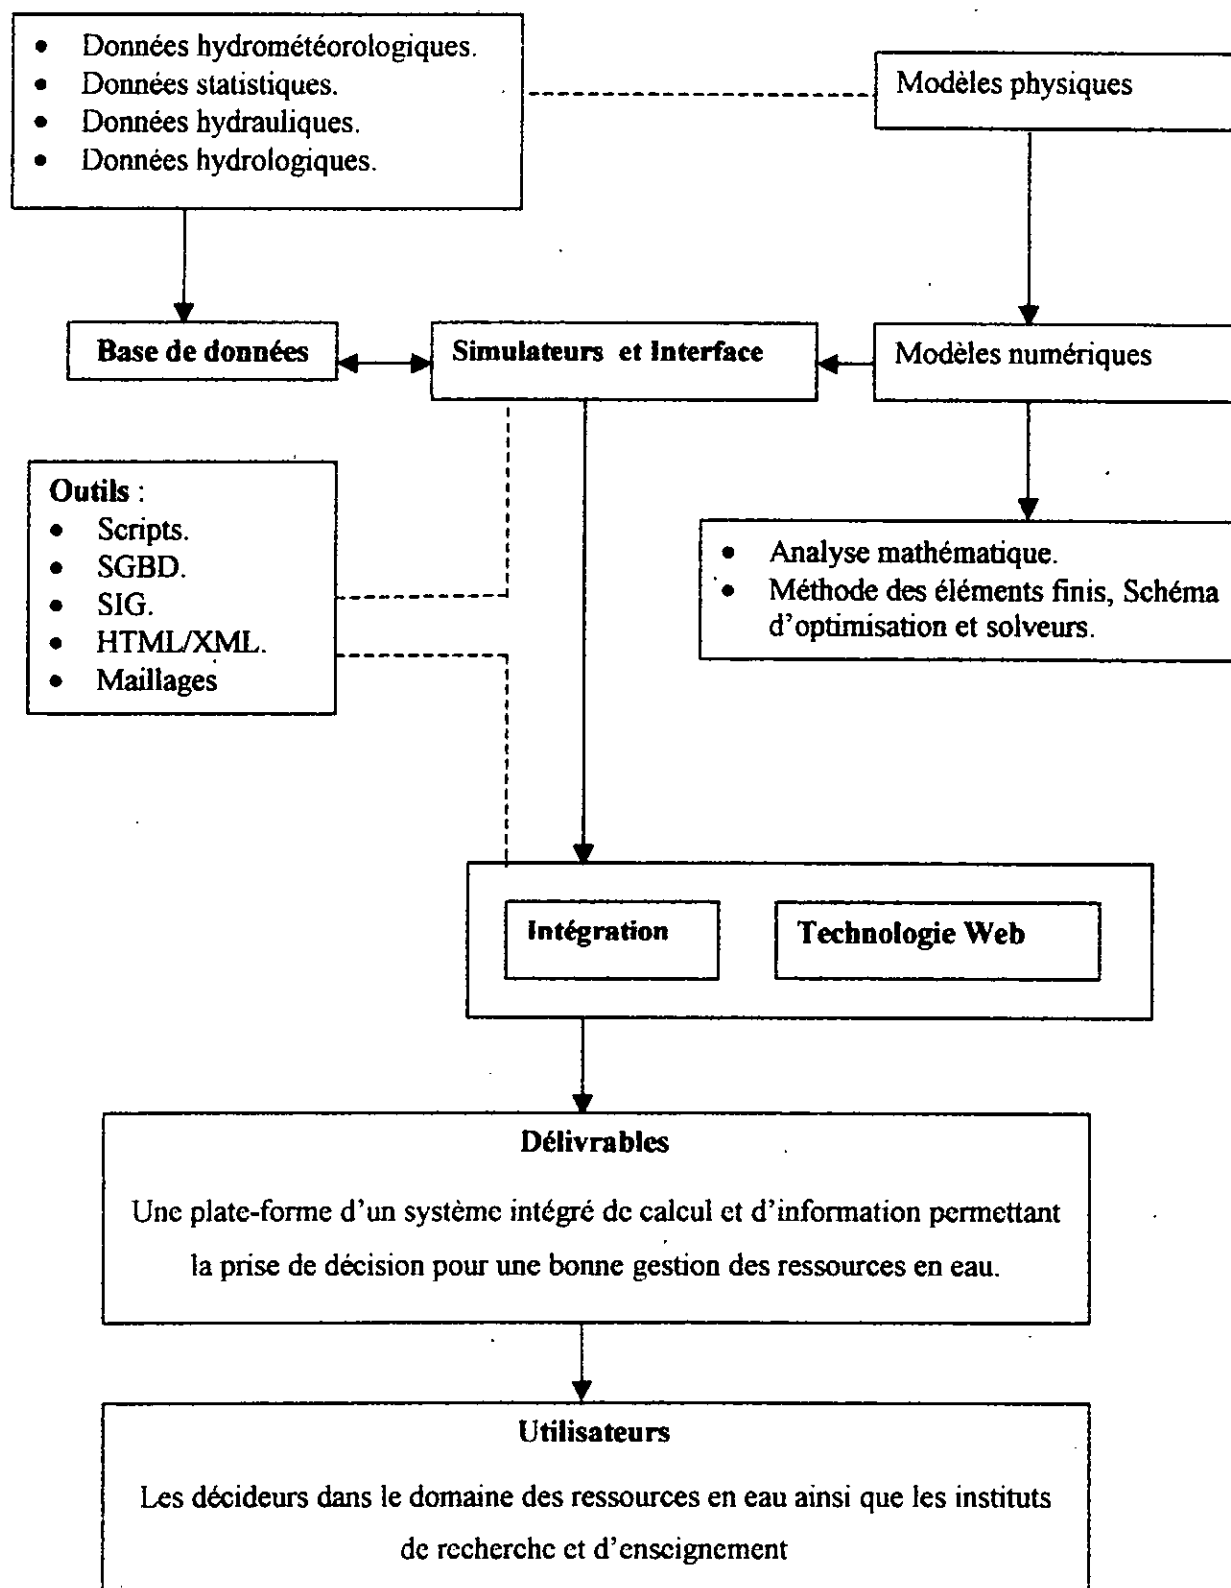 • Données hydrométéorologiques.
• Données statistiques.
• Données hydrauliques.
• Données hydrologiques.
Modèles physiques
Base de données
Simulateurs et Interface
Modèles numériques
Outils :
• Scripts.
• SGBD.
• SIG.
• HTML/XML.
• Maillages
• Analyse mathématique.
• Méthode des éléments finis, Schéma
d'optimisation et solveurs.
Intégration
Technologie Web
Délivrables
Une plate-forme d'un système intégré de calcul et d'information permettant
la prise de décision pour une bonne gestion des ressources en eau.
Utilisateurs
Les décideurs dans le domaine des ressources en eau ainsi que les instituts
de recherche et d'enseignement